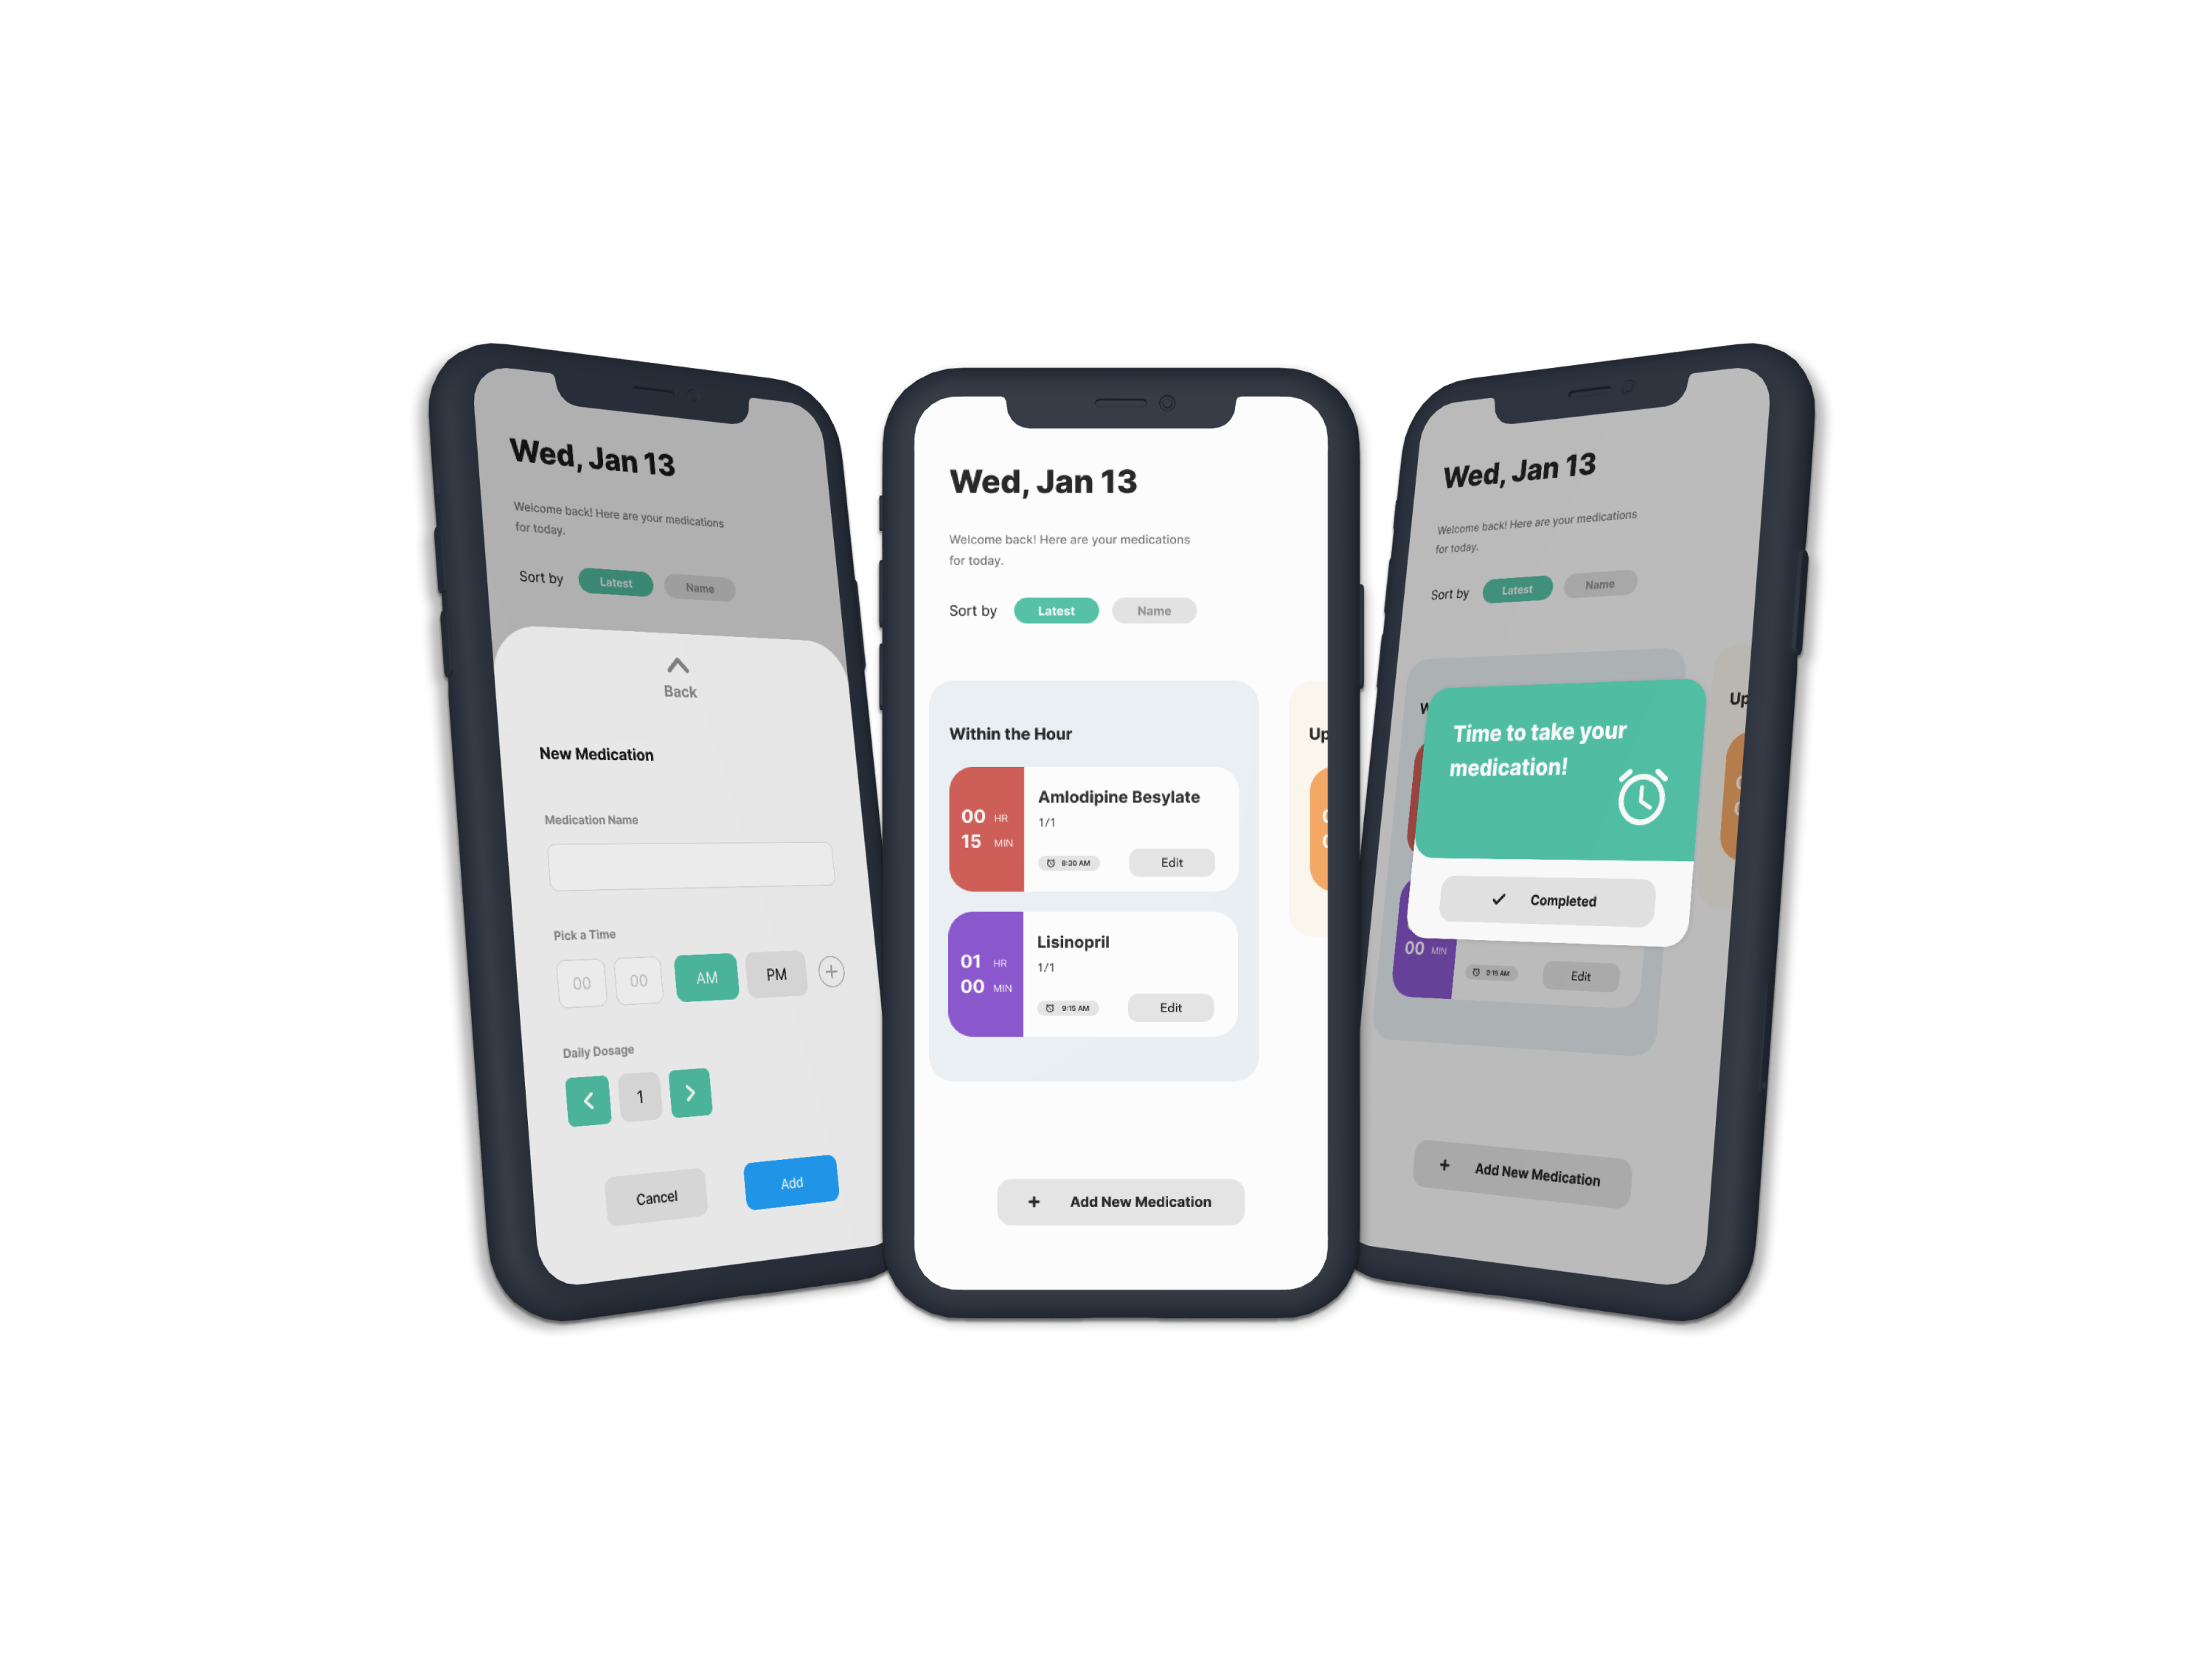 Wed, Jan 13
Welcome back! Here are your medications
for today.
Sort by Latest Name
Back
New Medication
Medication Name
Pick a Time
00 00 AM PM
Daily Dosage
1
Cancel Add
Wed, Jan 13
Welcome back! Here are your medications
for today.
Sort by Latest Name
Within the Hour
00 HR
15 MIN
Amlodipine Besylate
1/1
8:30 AM Edit
01 HR
00 MIN
Lisinopril
1/1
9:15 AM Edit
Up
+ Add New Medication
Wed, Jan 13
Welcome back! Here are your medications
for today.
Sort by Latest Name
Up
Time to take your
medication!
Completed
00 MIN
9:15 AM Edit
+ Add New Medication